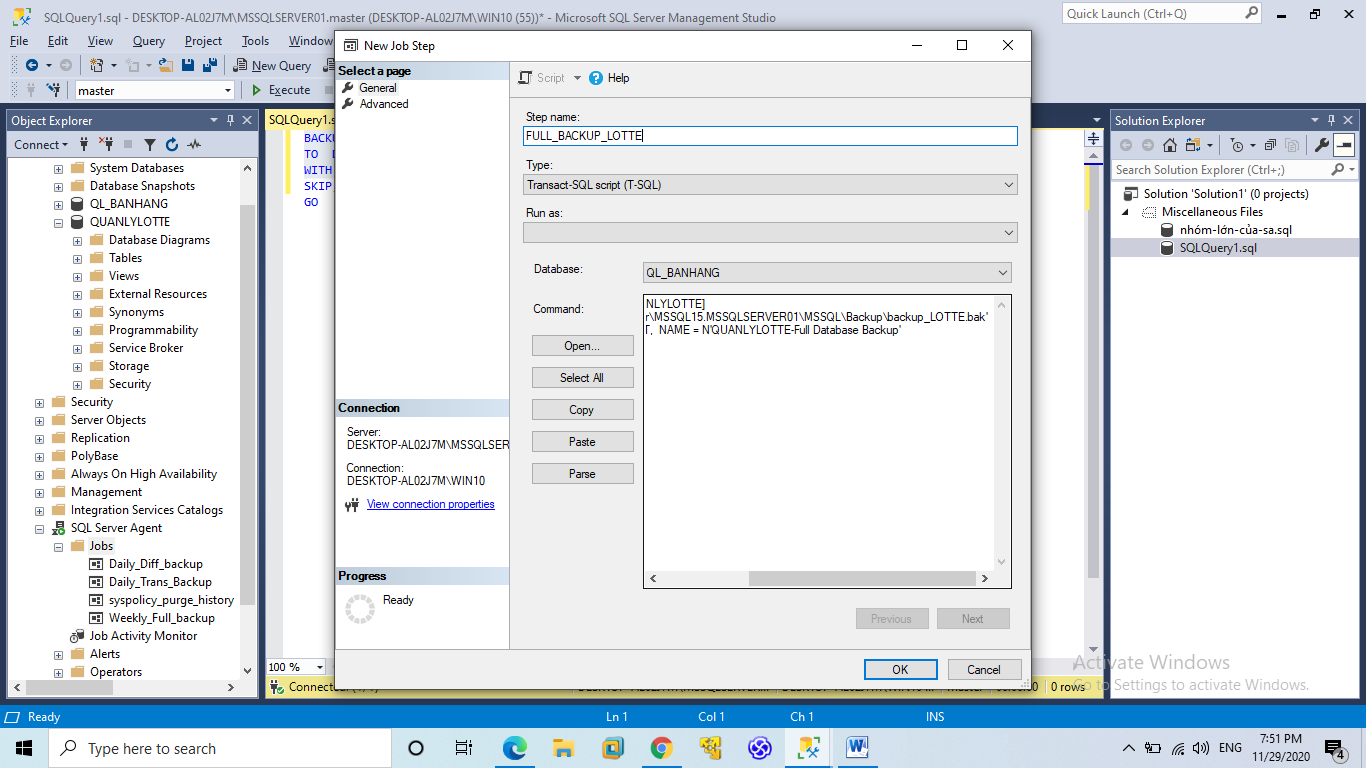 SQLQuery1.sql - DESKTOP-AL02J7M\MSSQLSERVER01.master (DESKTOP-AL02J7M\WIN10 (55))* - Microsoft SQL Server Management Studio
Quick Launch (Ctrl+Q)
File Edit View Query Project Tools Window
New Query
master
Execute
Object Explorer
Connect
System Databases
Database Snapshots
QL_BANHANG
QUANLYLOTTE
Database Diagrams
Tables
Views
External Resources
Synonyms
Programmability
Service Broker
Storage
Security
Security
Server Objects
Replication
PolyBase
Always On High Availability
Management
Integration Services Catalogs
SQL Server Agent
Jobs
Daily_Diff_backup
Daily_Trans_Backup
syspolicy_purge_history
Weekly_Full_backup
Job Activity Monitor
Alerts
Operators
SQLQuery1.s
BACKU
TO
WITH
SKIP
GO
100 %
New Job Step
Select a page
General
Advanced
Connection
Server:
DESKTOP-AL02J7M\MSSQLSER
Connection:
DESKTOP-AL02J7M\WIN10
View connection properties
Progress
Ready
Script
Help
Step name:
FULL_BACKUP_LOTTE
Type:
Transact-SQL script (T-SQL)
Run as:
Database:
QL_BANHANG
Command:
NLYLOTTE]
r\MSSQL15.MSSQLSERVER01\MSSQL\Backup\backup_LOTTE.bak'
, NAME = N'QUANLYLOTTE-Full Database Backup'
Open...
Select All
Copy
Paste
Parse
Previous
Next
OK
Cancel
Solution Explorer
Search Solution Explorer (Ctrl+;)
Solution 'Solution1' (0 projects)
Miscellaneous Files
nhóm-lớn-của-sa.sql
SQLQuery1.sql
0 rows
Activate Windows
Go to Settings to activate Windows.
Ready
Ln 1
Col 1
Ch 1
INS
Type here to search
ENG
7:51 PM
11/29/2020
4